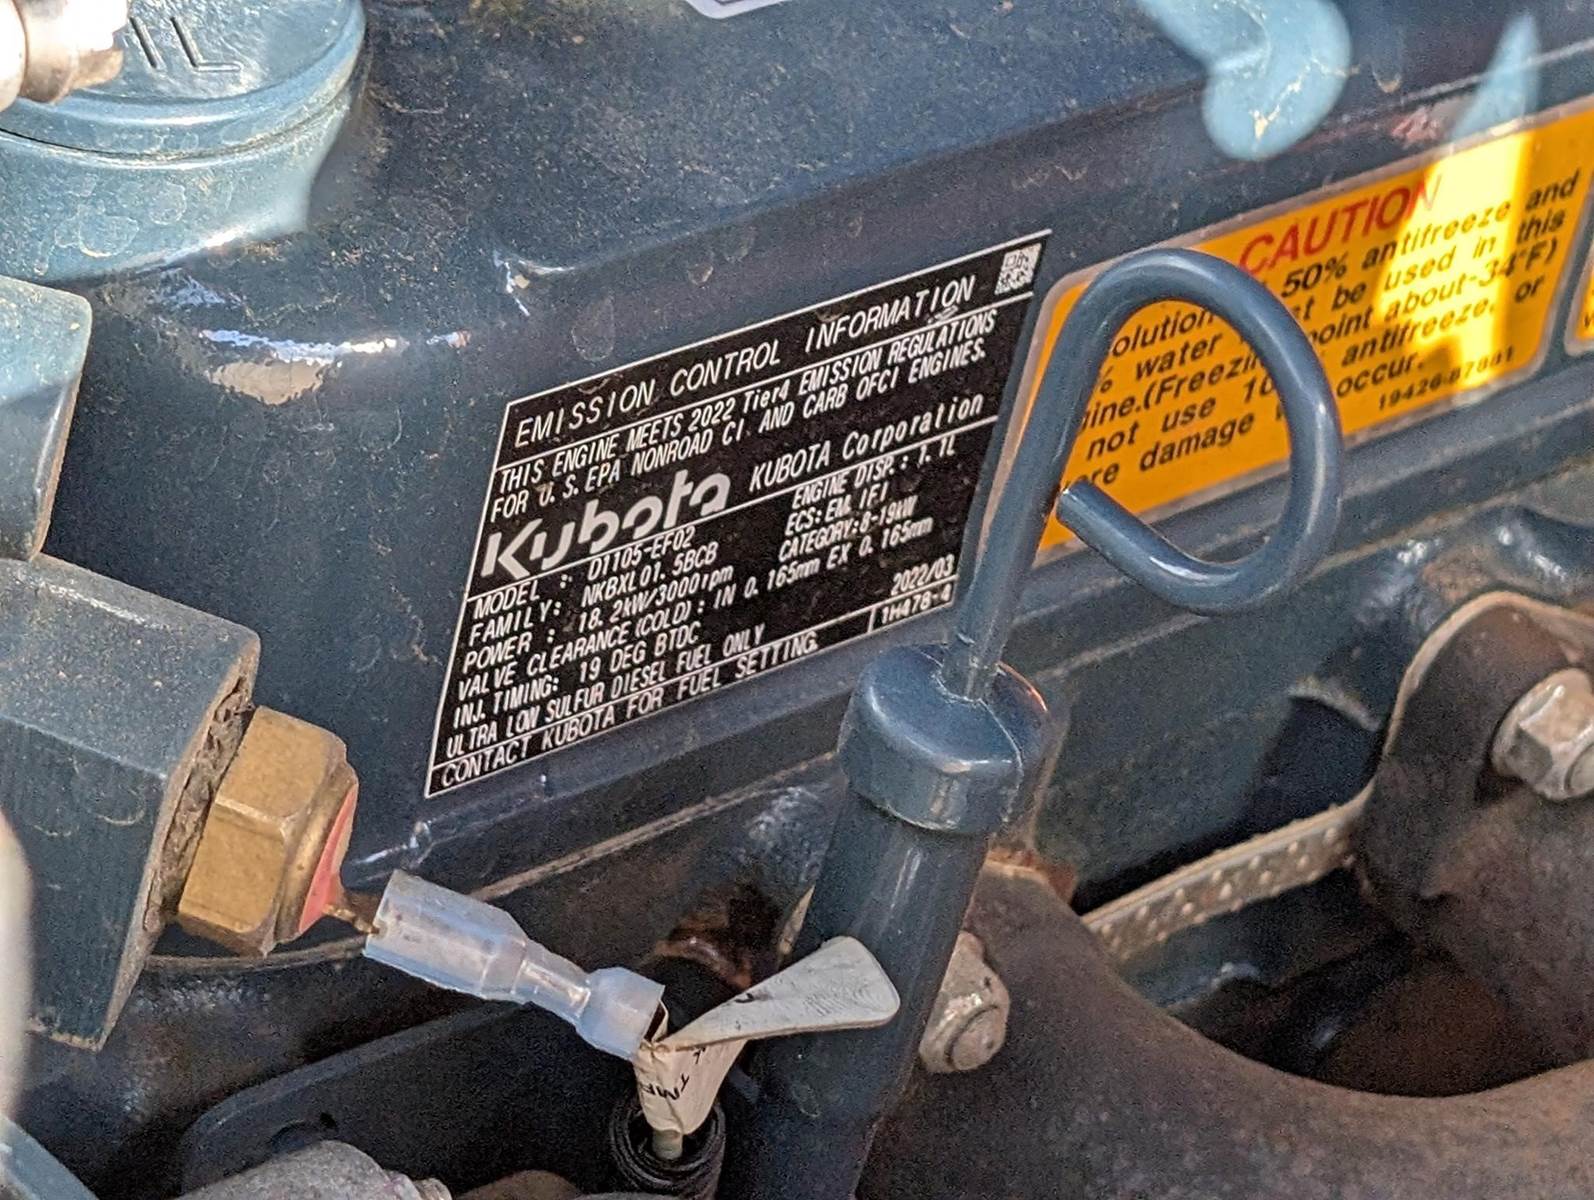 EMISSION CONTROL INFORMATION
THIS ENGINE MEETS 2022 Tier4 EMISSION REGULATIONS
FOR U.S. EPA NONROAD CI AND CARB OFCI ENGINES.
Kubota KUBOTA Corporation
MODEL : D1105-EF02 ENGINE DISP.: 1.1L
FAMILY: NKBXL01.5BCB ECS: EM, IFI
POWER : 18.2kW/3000rpm CATEGORY: 8-19kW
VALVE CLEARANCE (COLD): IN 0.165mm EX 0.165mm
INJ. TIMING: 19 DEG BTDC
ULTRA LOW SULFUR DIESEL FUEL ONLY 2022/03
CONTACT KUBOTA FOR FUEL SETTING. 1H478-4
CAUTION
50% antifreeze and
water be used in this
(Freezing point about-34°F)
not use antifreeze, or
damage occur.
19426-87881